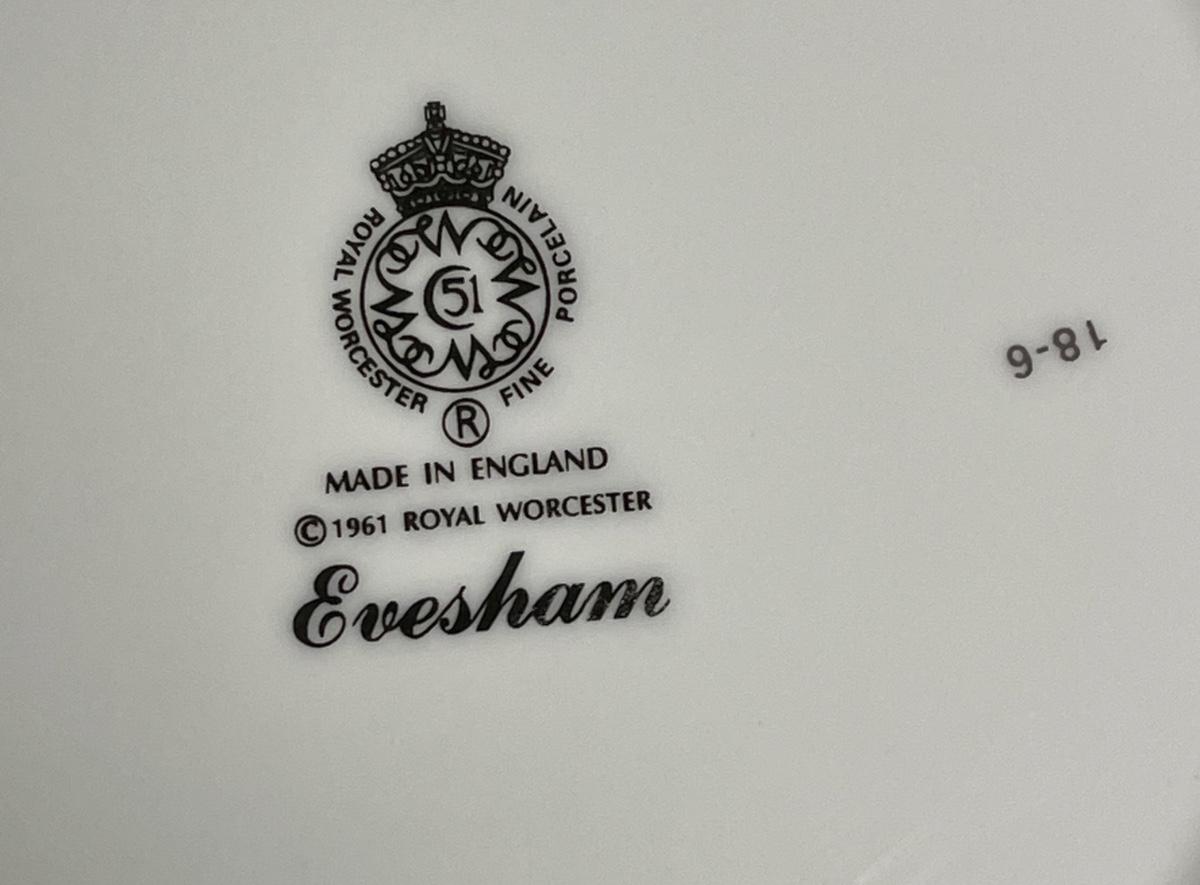 ROYAL WORCESTER FINE PORCELAIN
W W W W
C 51
®
MADE IN ENGLAND
© 1961 ROYAL WORCESTER
Evesham
18-6